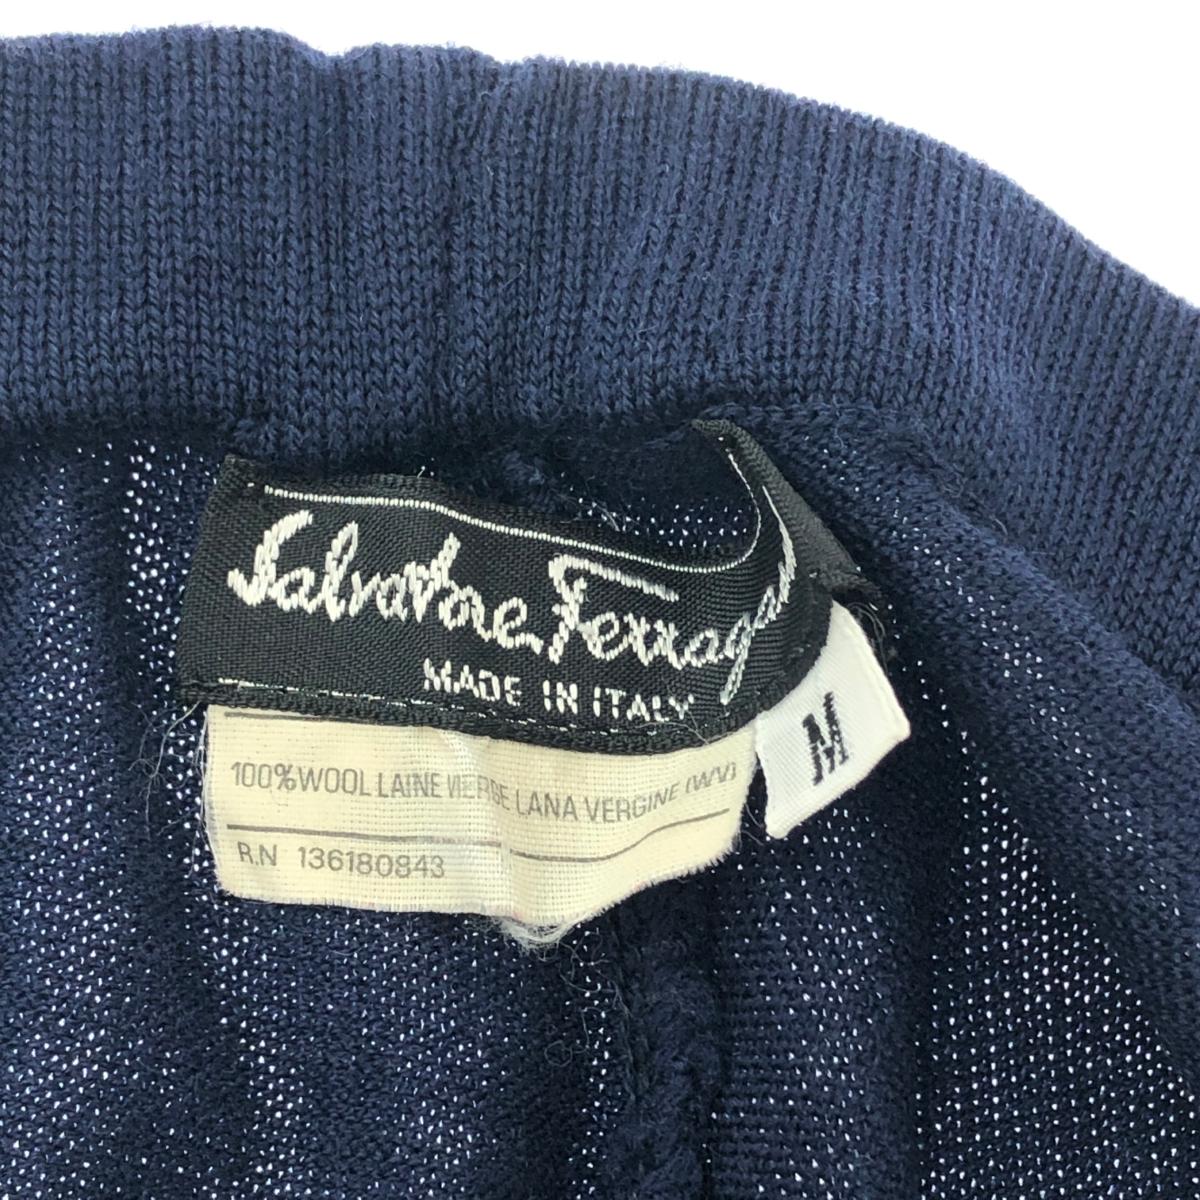 Salvatore Ferragamo
MADE IN ITALY
M
100%WOOL LAINE VIERGE LANA VERGINE (WV)
R.N 136180843